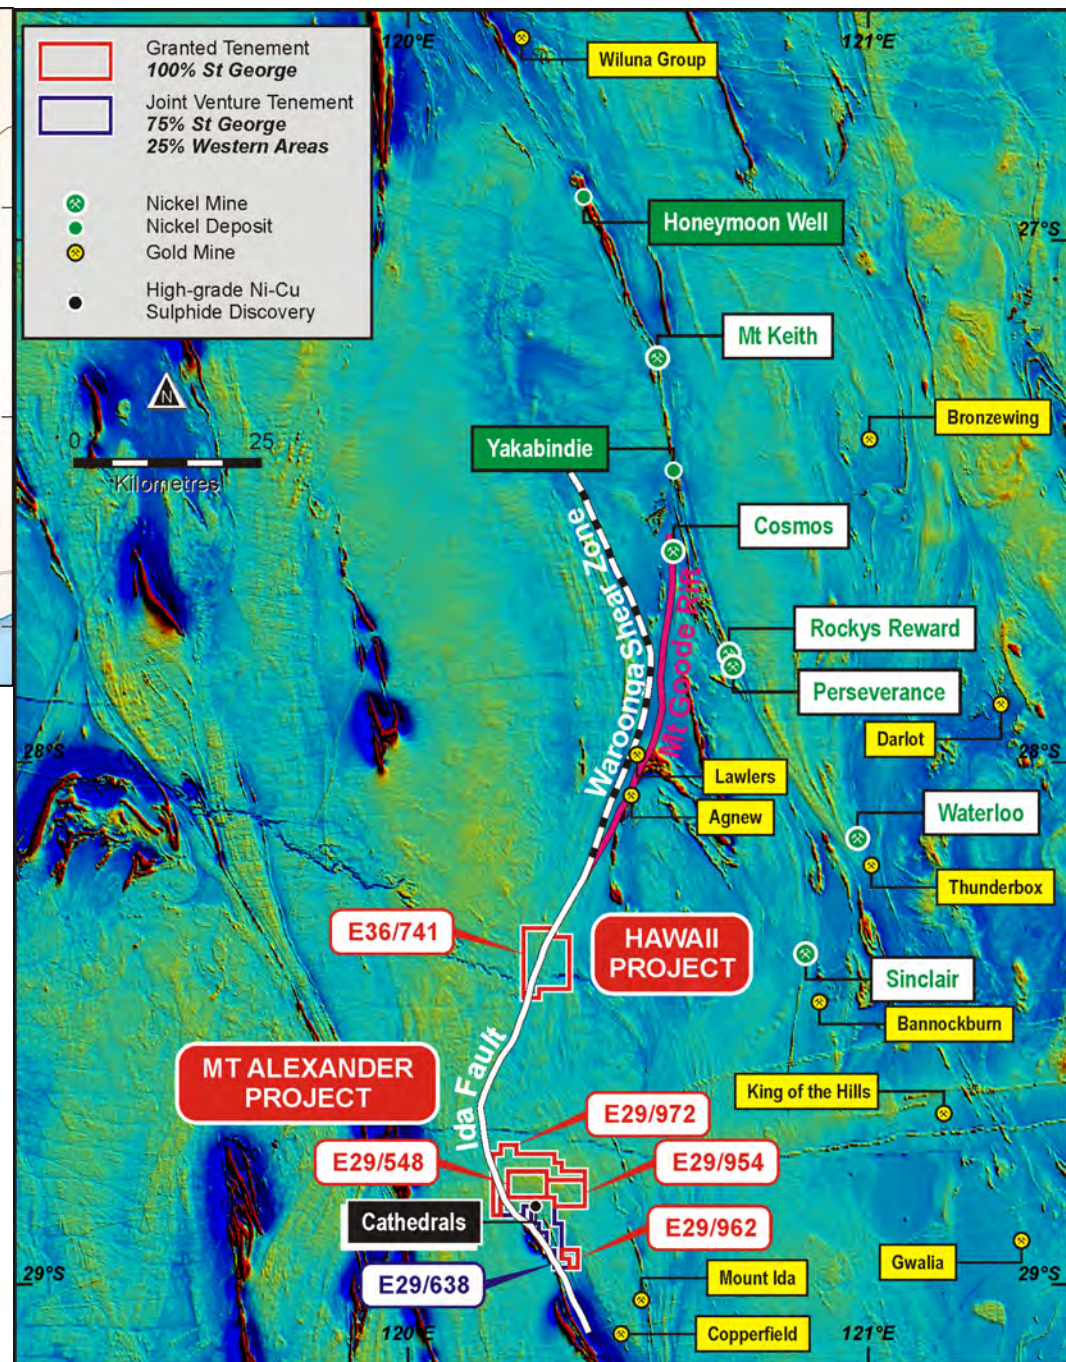 Granted Tenement
100% St George
Joint Venture Tenement
75% St George
25% Western Areas
Nickel Mine
Nickel Deposit
Gold Mine
High-grade Ni-Cu
Sulphide Discovery
120°E
121°E
Wiluna Group
27°S
Honeymoon Well
Mt Keith
N
0 25
Kilometres
Bronzewing
Yakabindie
Cosmos
Waroonga Shear Zone
Mt Goode Rift
Rockys Reward
Perseverance
Darlot
28°S
28°S
Lawlers
Agnew
Waterloo
Thunderbox
E36/741
HAWAII
PROJECT
Sinclair
Bannockburn
Ida Fault
MT ALEXANDER
PROJECT
King of the Hills
E29/972
E29/548
E29/954
Cathedrals
E29/962
Gwalia
E29/638
Mount Ida
29°S
29°S
Copperfield
120°E
121°E